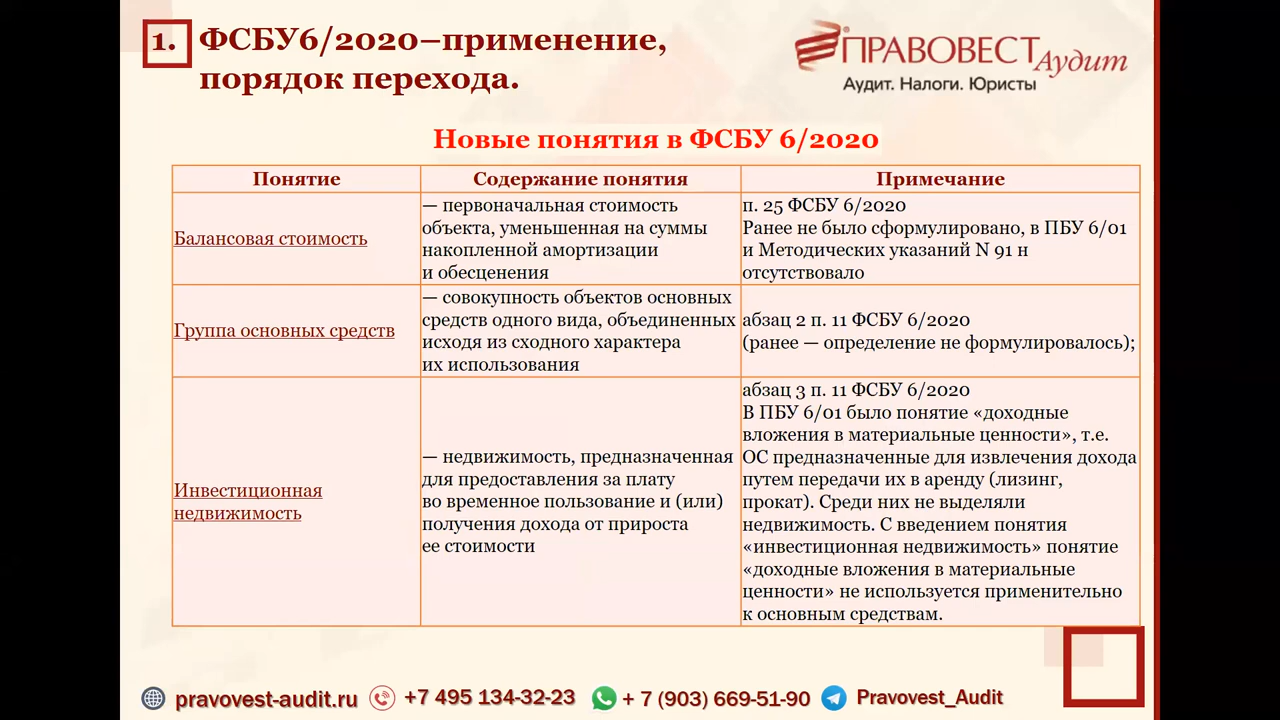 1. ФСБУ6/2020–применение,
порядок перехода.
ПРАВОВЕСТ Аудит
Аудит. Налоги. Юристы
Новые понятия в ФСБУ 6/2020
Понятие
Содержание понятия
Примечание
Балансовая стоимость
— первоначальная стоимость
объекта, уменьшенная на суммы
накопленной амортизации
и обесценения
п. 25 ФСБУ 6/2020
Ранее не было сформулировано, в ПБУ 6/01
и Методических указаний N 91 н
отсутствовало
Группа основных средств
— совокупность объектов основных
средств одного вида, объединенных
исходя из сходного характера
их использования
абзац 2 п. 11 ФСБУ 6/2020
(ранее — определение не формулировалось);
Инвестиционная
недвижимость
— недвижимость, предназначенная
для предоставления за плату
во временное пользование и (или)
получения дохода от прироста
ее стоимости
абзац 3 п. 11 ФСБУ 6/2020
В ПБУ 6/01 было понятие «доходные
вложения в материальные ценности», т.е.
ОС предназначенные для извлечения дохода
путем передачи их в аренду (лизинг,
прокат). Среди них не выделяли
недвижимость. С введением понятия
«инвестиционная недвижимость» понятие
«доходные вложения в материальные
ценности» не используется применительно
к основным средствам.
pravovest-audit.ru
+7 495 134-32-23
+ 7 (903) 669-51-90
Pravovest_Audit